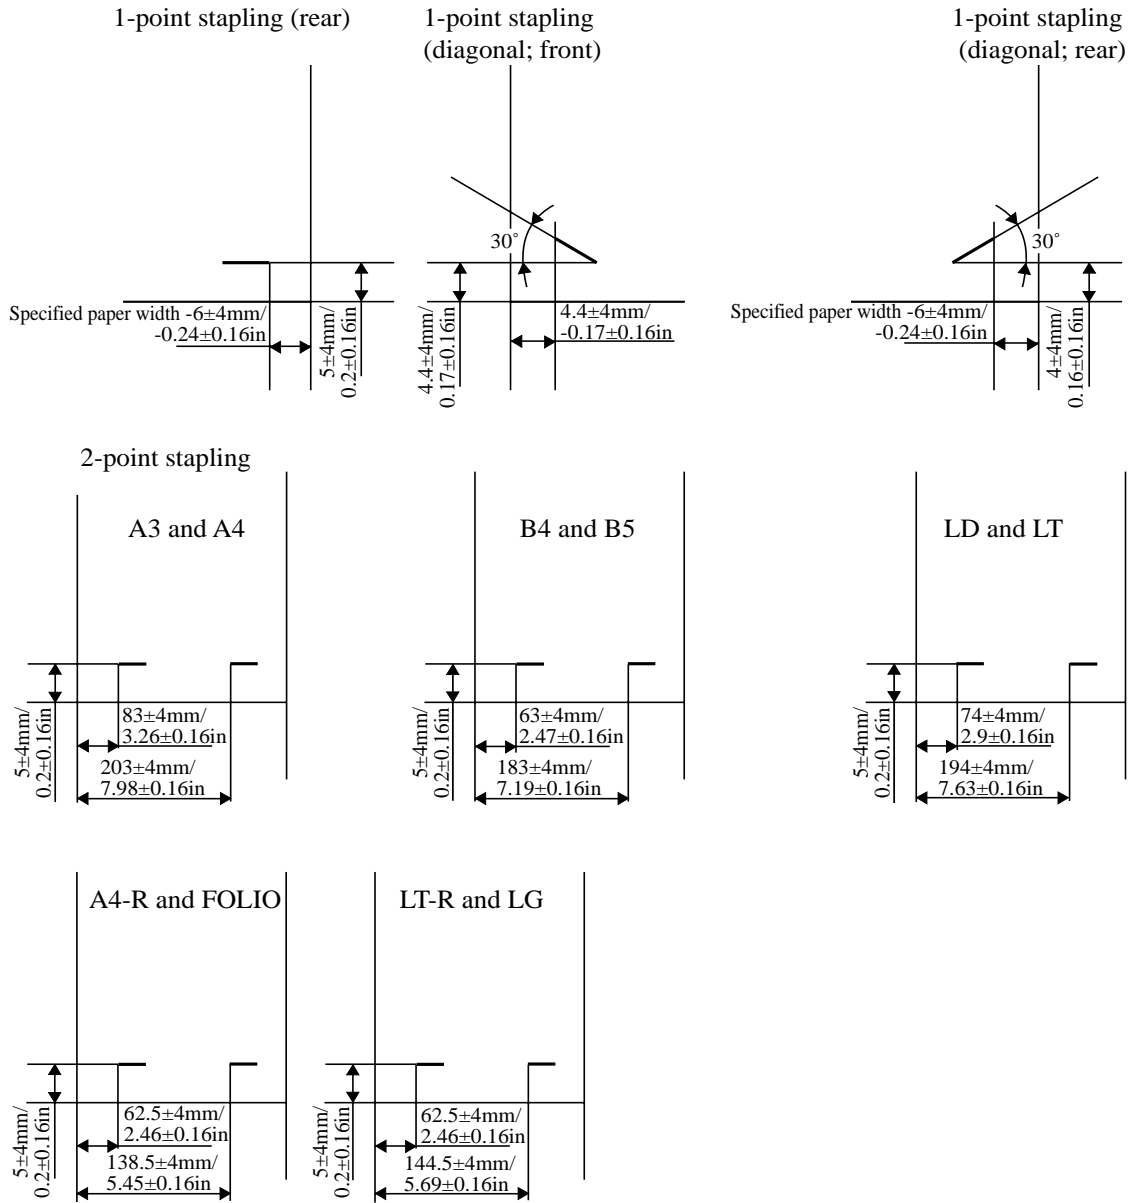 1-point stapling (rear)
1-point stapling
(diagonal; front)
1-point stapling
(diagonal; rear)
Specified paper width -6±4mm/
-0.24±0.16in
5±4mm/
0.2±0.16in
30˚
4.4±4mm/
0.17±0.16in
4.4±4mm/
-0.17±0.16in
30˚
Specified paper width -6±4mm/
-0.24±0.16in
4±4mm/
0.16±0.16in
2-point stapling
A3 and A4
5±4mm/
0.2±0.16in
83±4mm/
3.26±0.16in
203±4mm/
7.98±0.16in
B4 and B5
5±4mm/
0.2±0.16in
63±4mm/
2.47±0.16in
183±4mm/
7.19±0.16in
LD and LT
5±4mm/
0.2±0.16in
74±4mm/
2.9±0.16in
194±4mm/
7.63±0.16in
A4-R and FOLIO
5±4mm/
0.2±0.16in
62.5±4mm/
2.46±0.16in
138.5±4mm/
5.45±0.16in
LT-R and LG
5±4mm/
0.2±0.16in
62.5±4mm/
2.46±0.16in
144.5±4mm/
5.69±0.16in